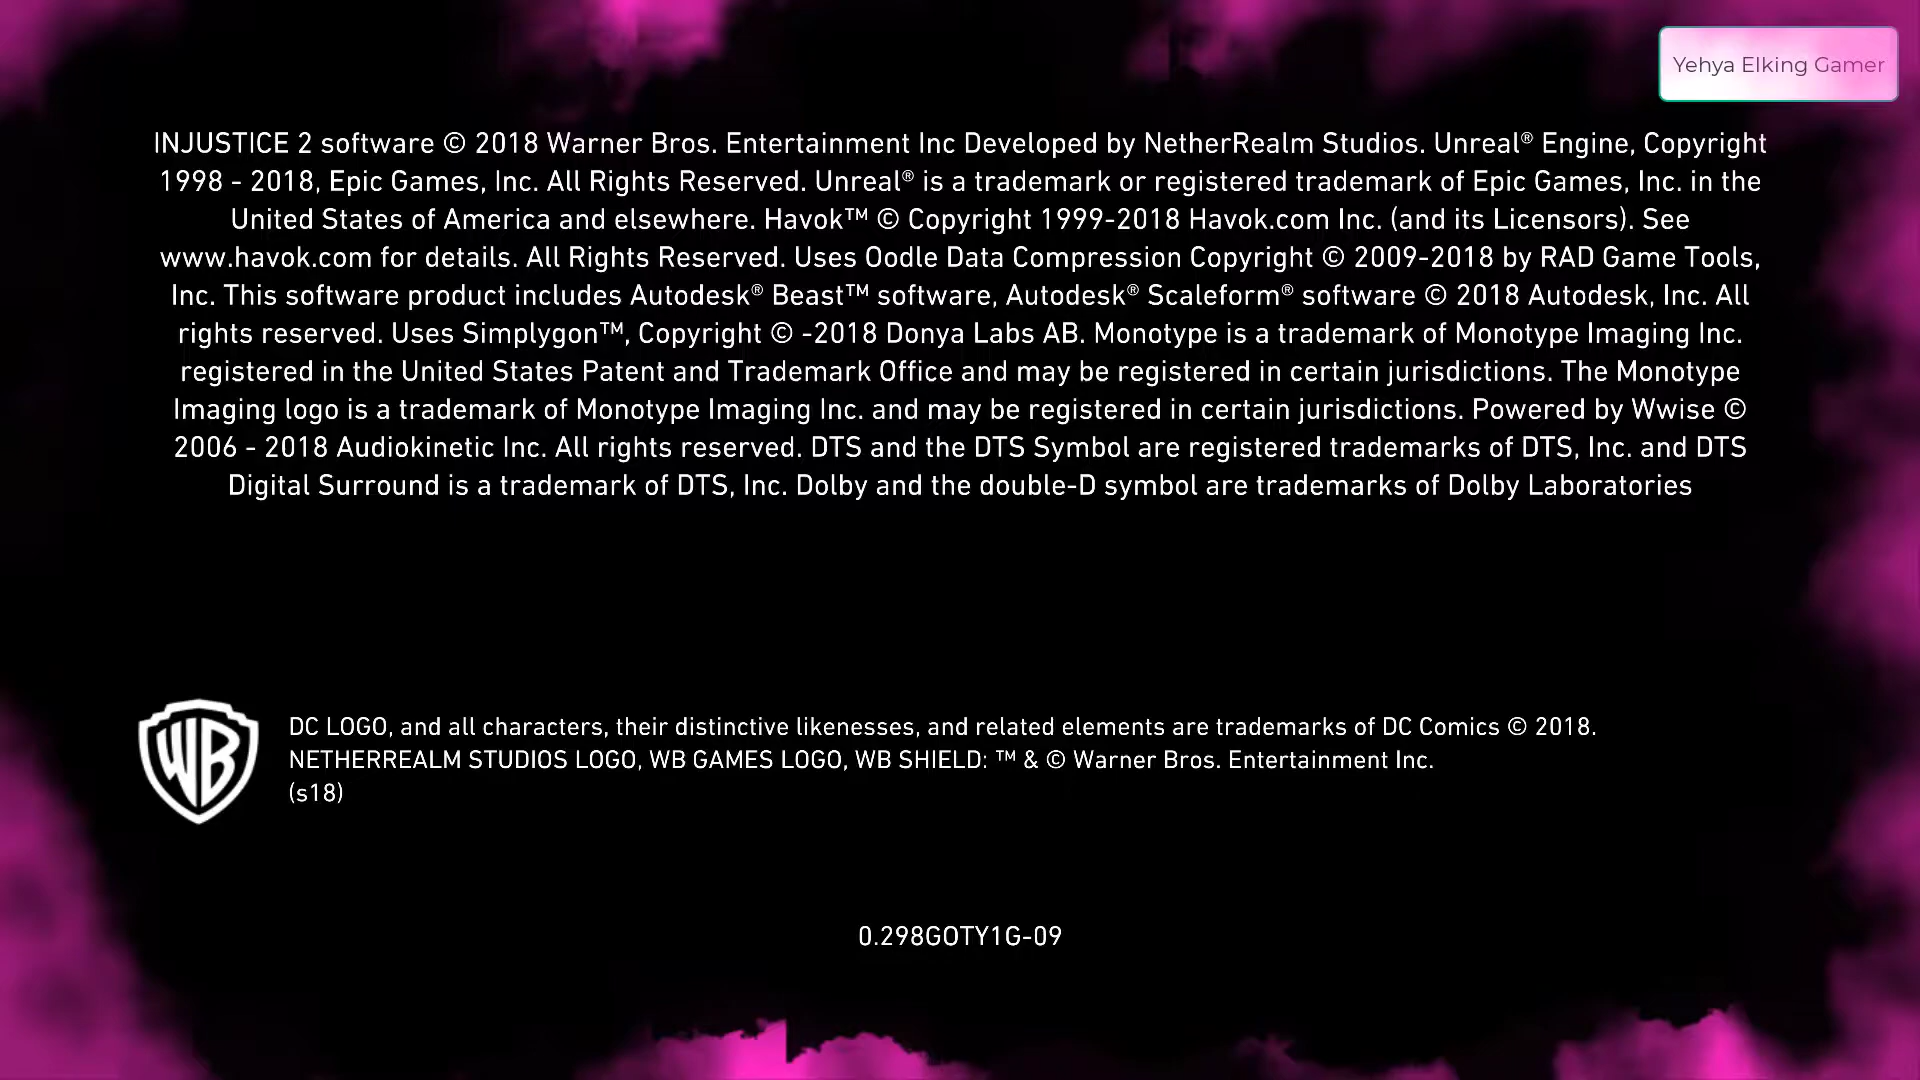 Yehya Elking Gamer
INJUSTICE 2 software © 2018 Warner Bros. Entertainment Inc Developed by NetherRealm Studios. Unreal® Engine, Copyright
1998 - 2018, Epic Games, Inc. All Rights Reserved. Unreal® is a trademark or registered trademark of Epic Games, Inc. in the
United States of America and elsewhere. Havok™ © Copyright 1999-2018 Havok.com Inc. (and its Licensors). See
www.havok.com for details. All Rights Reserved. Uses Oodle Data Compression Copyright © 2009-2018 by RAD Game Tools,
Inc. This software product includes Autodesk® Beast™ software, Autodesk® Scaleform® software © 2018 Autodesk, Inc. All
rights reserved. Uses Simplygon™, Copyright © -2018 Donya Labs AB. Monotype is a trademark of Monotype Imaging Inc.
registered in the United States Patent and Trademark Office and may be registered in certain jurisdictions. The Monotype
Imaging logo is a trademark of Monotype Imaging Inc. and may be registered in certain jurisdictions. Powered by Wwise ©
2006 - 2018 Audiokinetic Inc. All rights reserved. DTS and the DTS Symbol are registered trademarks of DTS, Inc. and DTS
Digital Surround is a trademark of DTS, Inc. Dolby and the double-D symbol are trademarks of Dolby Laboratories
WB
DC LOGO, and all characters, their distinctive likenesses, and related elements are trademarks of DC Comics © 2018.
NETHERREALM STUDIOS LOGO, WB GAMES LOGO, WB SHIELD: ™ & © Warner Bros. Entertainment Inc.
(s18)
0.298GOTY1G-09